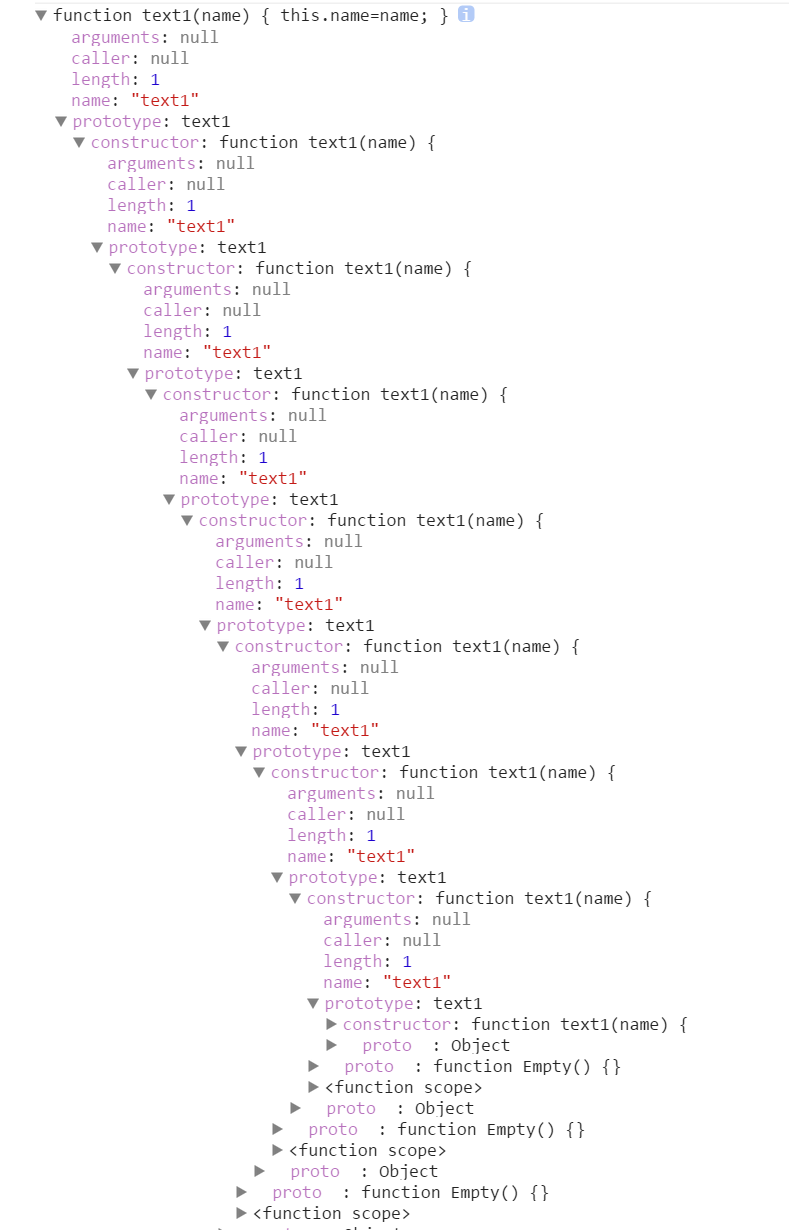 ▼ function text1(name) { this.name=name; } i
arguments: null
caller: null
length: 1
name: "text1"
▼ prototype: text1
▼ constructor: function text1(name) {
arguments: null
caller: null
length: 1
name: "text1"
▼ prototype: text1
▼ constructor: function text1(name) {
arguments: null
caller: null
length: 1
name: "text1"
▼ prototype: text1
▼ constructor: function text1(name) {
arguments: null
caller: null
length: 1
name: "text1"
▼ prototype: text1
▼ constructor: function text1(name) {
arguments: null
caller: null
length: 1
name: "text1"
▼ prototype: text1
▼ constructor: function text1(name) {
arguments: null
caller: null
length: 1
name: "text1"
▼ prototype: text1
▼ constructor: function text1(name) {
arguments: null
caller: null
length: 1
name: "text1"
▼ prototype: text1
▼ constructor: function text1(name) {
arguments: null
caller: null
length: 1
name: "text1"
▼ prototype: text1
▶ constructor: function text1(name) {
▶ proto : Object
▶ proto : function Empty() {}
▶ <function scope>
▶ proto : Object
▶ proto : function Empty() {}
▶ <function scope>
▶ proto : Object
▶ proto : function Empty() {}
▶ <function scope>